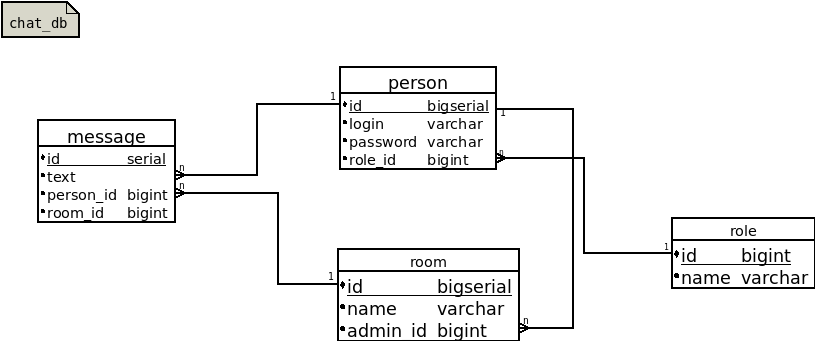 chat_db
person
id bigserial
login varchar
password varchar
role_id bigint
1
1
n
message
id serial
text
person_id bigint
room_id bigint
n
n
role
id bigint
name varchar
1
room
id bigserial
name varchar
admin_id bigint
1
n